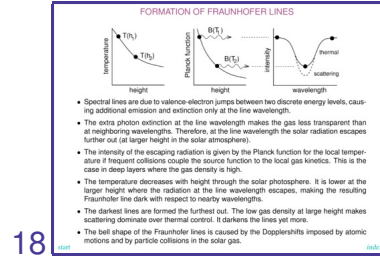 FORMATION OF FRAUNHOFER LINES
temperature
T(h₁)
T(h₂)
height
Planck function
B(T₁)
B(T₂)
height
intensity
thermal
scattering
wavelength
• Spectral lines are due to valence-electron jumps between two discrete energy levels, caus-
ing additional emission and extinction only at the line wavelength.
• The extra photon extinction at the line wavelength makes the gas less transparent than
at neighboring wavelengths. Therefore, at the line wavelength the solar radiation escapes
further out (at larger height in the solar atmosphere).
• The intensity of the escaping radiation is given by the Planck function for the local temper-
ature if frequent collisions couple the source function to the local gas kinetics. This is the
case in deep layers where the gas density is high.
• The temperature decreases with height through the solar photosphere. It is lower at the
larger height where the radiation at the line wavelength escapes, making the resulting
Fraunhofer line dark with respect to nearby wavelengths.
• The darkest lines are formed the furthest out. The low gas density at large height makes
scattering dominate over thermal control. It darkens the lines yet more.
• The bell shape of the Fraunhofer lines is caused by the Dopplershifts imposed by atomic
motions and by particle collisions in the solar gas.
18
start